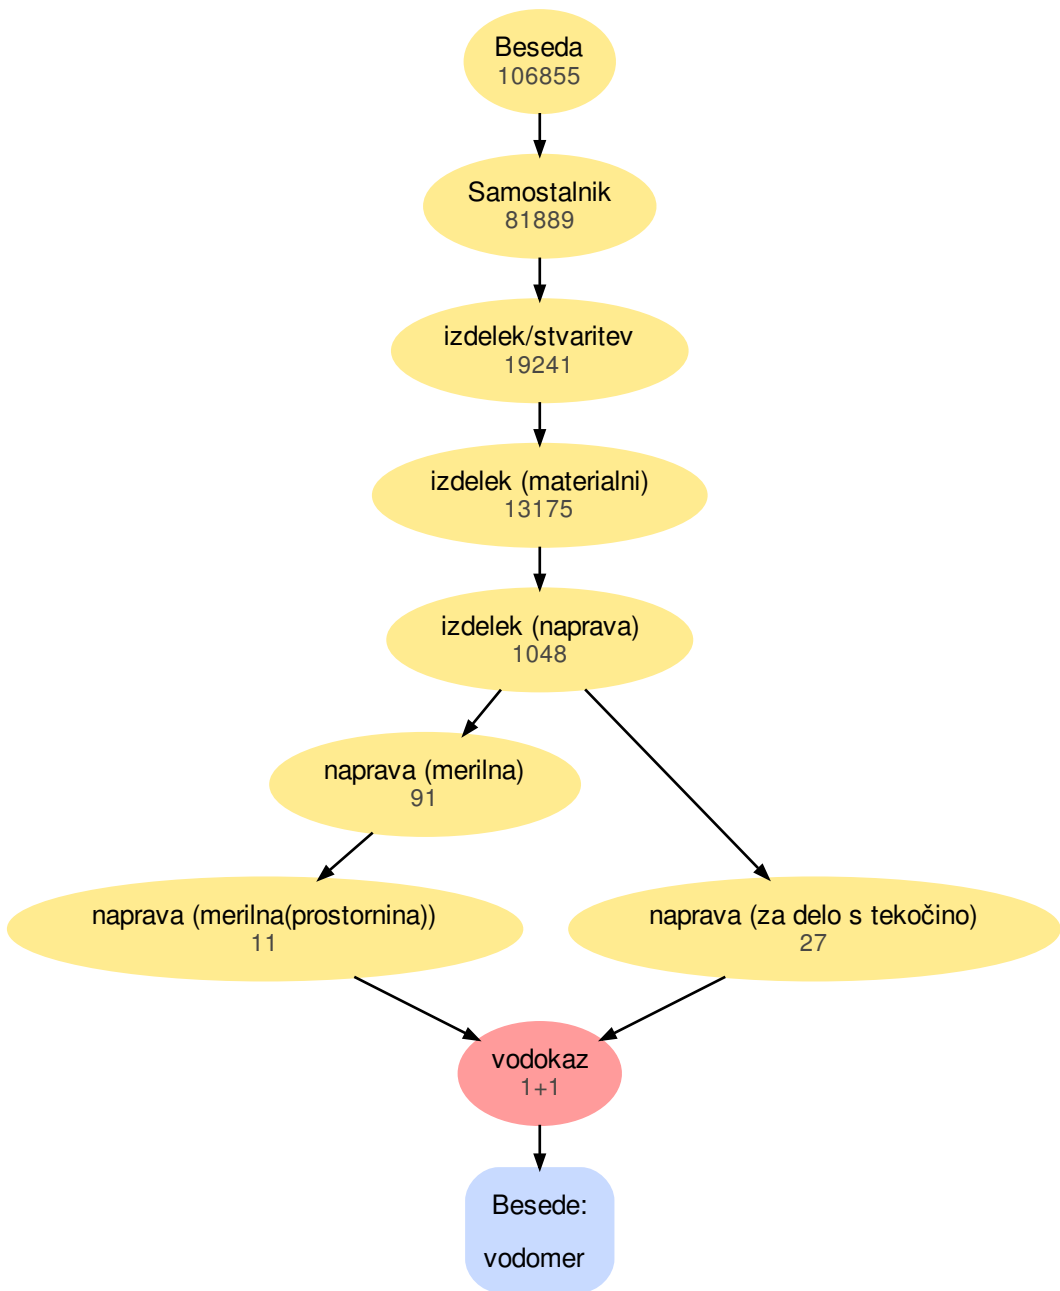 Beseda
106855
Samostalnik
81889
izdelek/stvaritev
19241
izdelek (materialni)
13175
izdelek (naprava)
1048
naprava (merilna)
91
naprava (merilna(prostornina))
11
naprava (za delo s tekočino)
27
vodokaz
1+1
Besede:
vodomer